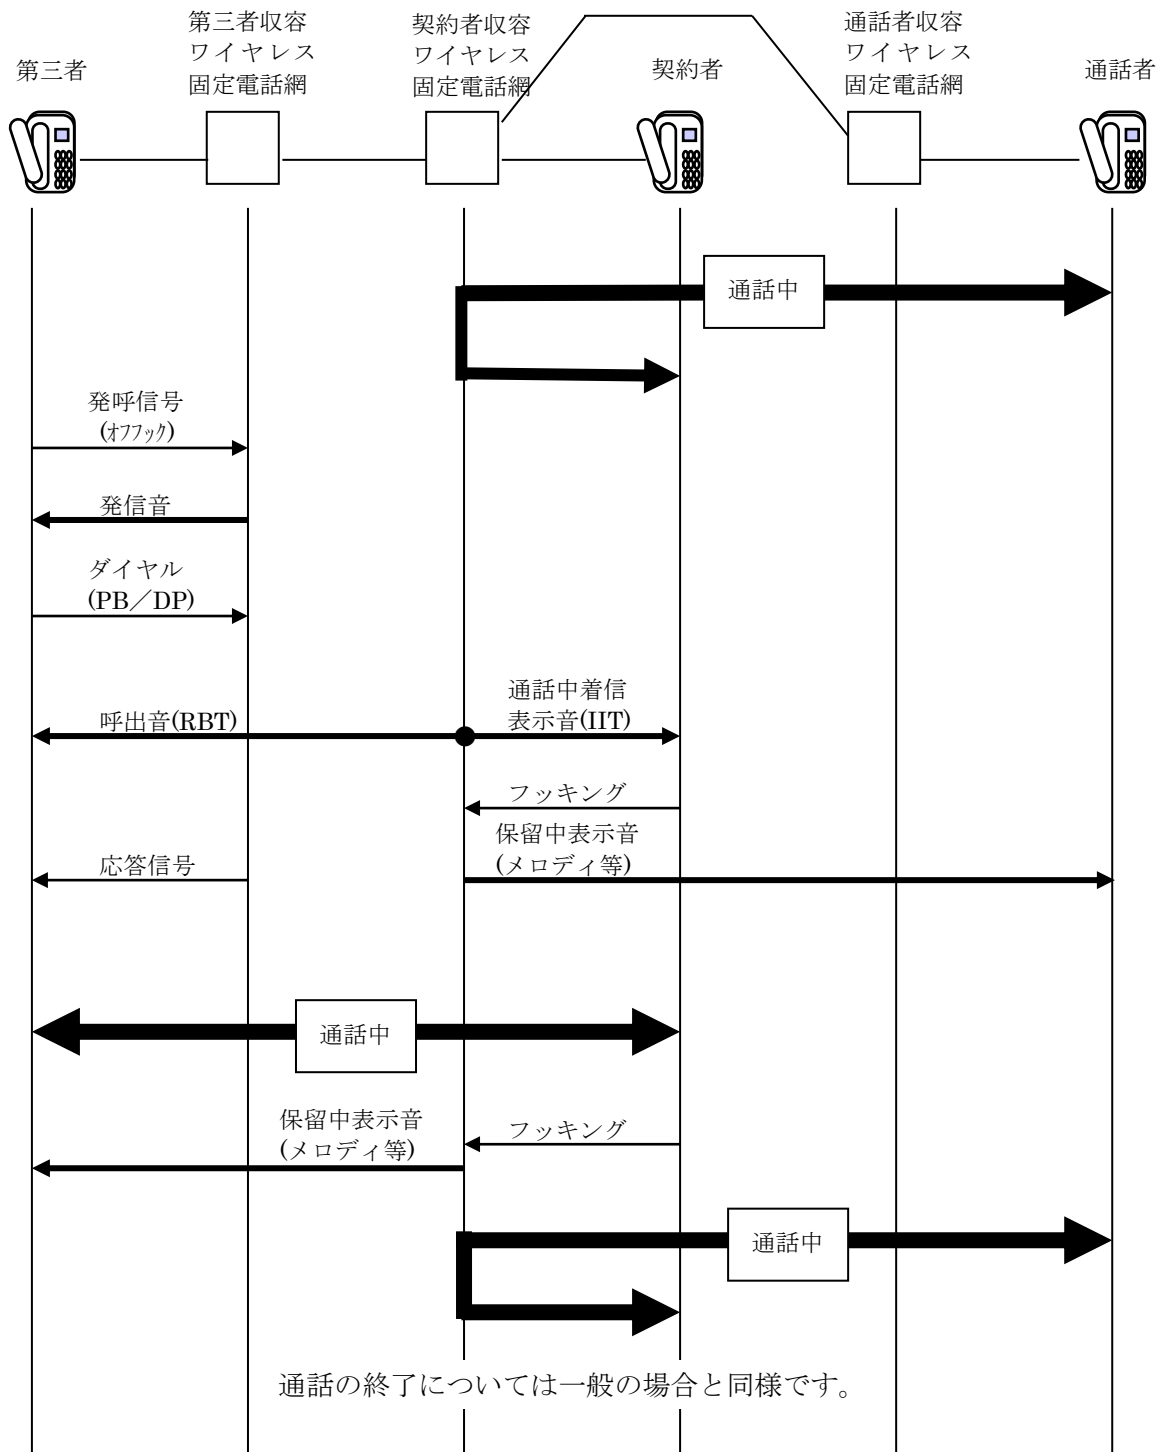 第三者
第三者収容
ワイヤレス
固定電話網
契約者収容
ワイヤレス
固定電話網
契約者
通話者収容
ワイヤレス
固定電話網
通話者
通話中
発呼信号
(ｵﾌﾌｯｸ)
発信音
ダイヤル
(PB／DP)
呼出音(RBT)
通話中着信
表示音(IIT)
フッキング
保留中表示音
(メロディ等)
応答信号
通話中
保留中表示音
(メロディ等)
フッキング
通話中
通話の終了については一般の場合と同様です。